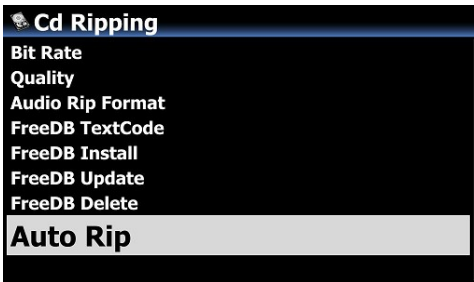 Cd Ripping
Bit Rate
Quality
Audio Rip Format
FreeDB TextCode
FreeDB Install
FreeDB Update
FreeDB Delete
Auto Rip